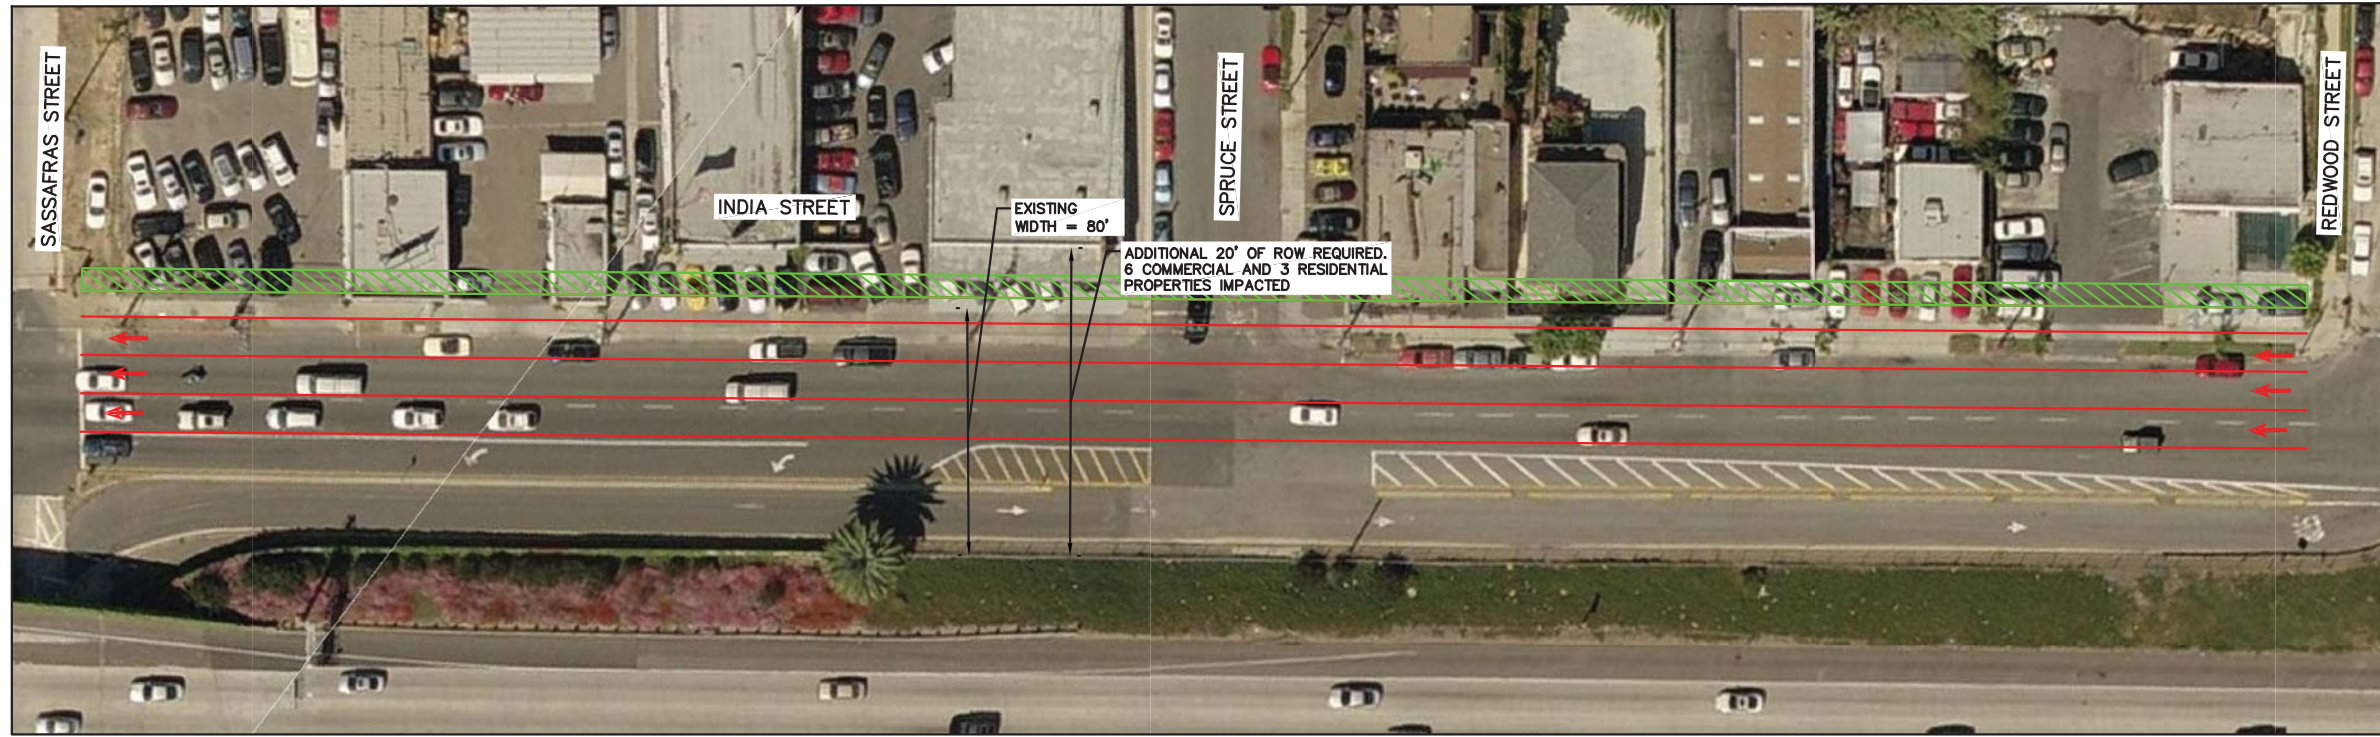 SASSAFRAS STREET
INDIA STREET
EXISTING
WIDTH = 80'
ADDITIONAL 20' OF ROW REQUIRED.
6 COMMERCIAL AND 3 RESIDENTIAL
PROPERTIES IMPACTED
SPRUCE STREET
REDWOOD STREET